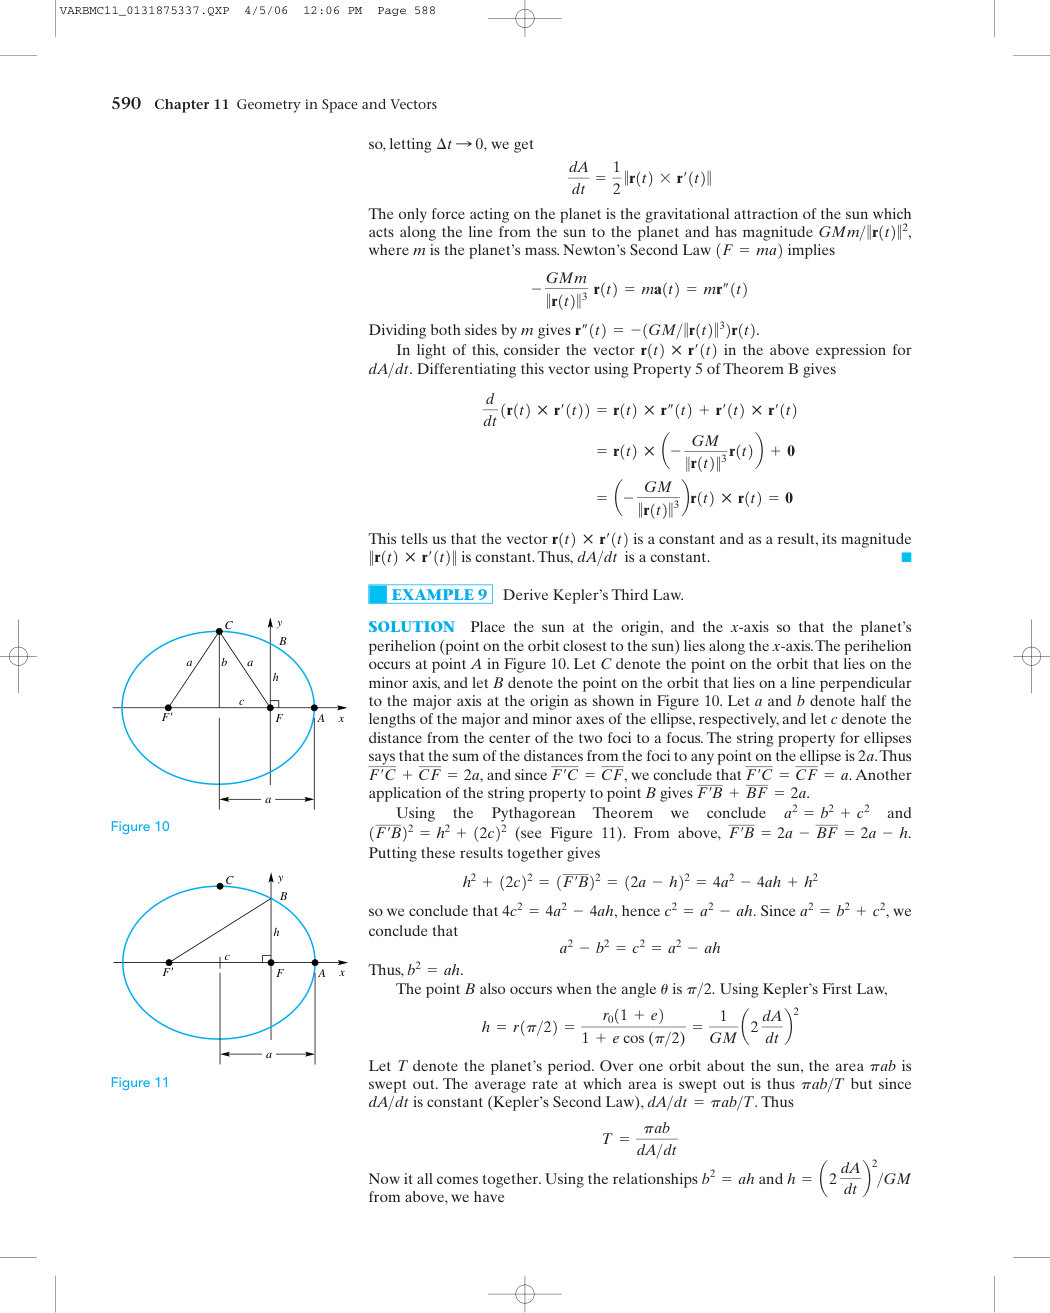 VARBMC11_0131875337.QXP 4/5/06 12:06 PM Page 588
590 Chapter 11 Geometry in Space and Vectors
so, letting Δt → 0, we get
dA/dt = 1/2 ‖r(t) × r′(t)‖
The only force acting on the planet is the gravitational attraction of the sun which
acts along the line from the sun to the planet and has magnitude GMm/‖r(t)‖²,
where m is the planet's mass. Newton's Second Law (F = ma) implies
−GMm/‖r(t)‖³ r(t) = ma(t) = mr″(t)
Dividing both sides by m gives r″(t) = −(GM/‖r(t)‖³)r(t).
In light of this, consider the vector r(t) × r′(t) in the above expression for
dA/dt. Differentiating this vector using Property 5 of Theorem B gives
d/dt (r(t) × r′(t)) = r(t) × r″(t) + r′(t) × r′(t)
= r(t) × (−GM/‖r(t)‖³ r(t)) + 0
= (−GM/‖r(t)‖³) r(t) × r(t) = 0
This tells us that the vector r(t) × r′(t) is a constant and as a result, its magnitude
‖r(t) × r′(t)‖ is constant. Thus, dA/dt is a constant.
EXAMPLE 9 Derive Kepler's Third Law.
SOLUTION Place the sun at the origin, and the x-axis so that the planet's
perihelion (point on the orbit closest to the sun) lies along the x-axis. The perihelion
occurs at point A in Figure 10. Let C denote the point on the orbit that lies on the
minor axis, and let B denote the point on the orbit that lies on a line perpendicular
to the major axis at the origin as shown in Figure 10. Let a and b denote half the
lengths of the major and minor axes of the ellipse, respectively, and let c denote the
distance from the center of the two foci to a focus. The string property for ellipses
says that the sum of the distances from the foci to any point on the ellipse is 2a. Thus
F′C + CF = 2a, and since F′C = CF, we conclude that F′C = CF = a. Another
application of the string property to point B gives F′B + BF = 2a.
Using the Pythagorean Theorem we conclude a² = b² + c² and
(F′B)² = h² + (2c)² (see Figure 11). From above, F′B = 2a − BF = 2a − h.
Putting these results together gives
h² + (2c)² = (F′B)² = (2a − h)² = 4a² − 4ah + h²
so we conclude that 4c² = 4a² − 4ah, hence c² = a² − ah. Since a² = b² + c², we
conclude that
a² − b² = c² = a² − ah
Thus, b² = ah.
The point B also occurs when the angle θ is π/2. Using Kepler's First Law,
h = r(π/2) = r₀(1 + e)/(1 + e cos (π/2)) = 1/GM (2 dA/dt)²
Let T denote the planet's period. Over one orbit about the sun, the area πab is
swept out. The average rate at which area is swept out is thus πab/T but since
dA/dt is constant (Kepler's Second Law), dA/dt = πab/T. Thus
T = πab/(dA/dt)
Now it all comes together. Using the relationships b² = ah and h = (2 dA/dt)²/GM
from above, we have
C y
B
a b a
h
c
F′ F A x
a
Figure 10
C y
B
h
c
F′ F A x
a
Figure 11